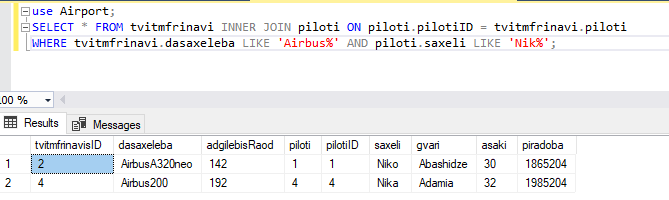 use Airport;
SELECT * FROM tvitmfrinavi INNER JOIN piloti ON piloti.pilotiID = tvitmfrinavi.piloti
WHERE tvitmfrinavi.dasaxeleba LIKE 'Airbus%' AND piloti.saxeli LIKE 'Nik%';
00 %
Results Messages
tvitmfrinavisID dasaxeleba adgilebisRaod piloti pilotiID saxeli gvari asaki piradoba
1 2 AirbusA320neo 142 1 1 Niko Abashidze 30 1865204
2 4 Airbus200 192 4 4 Nika Adamia 32 1985204